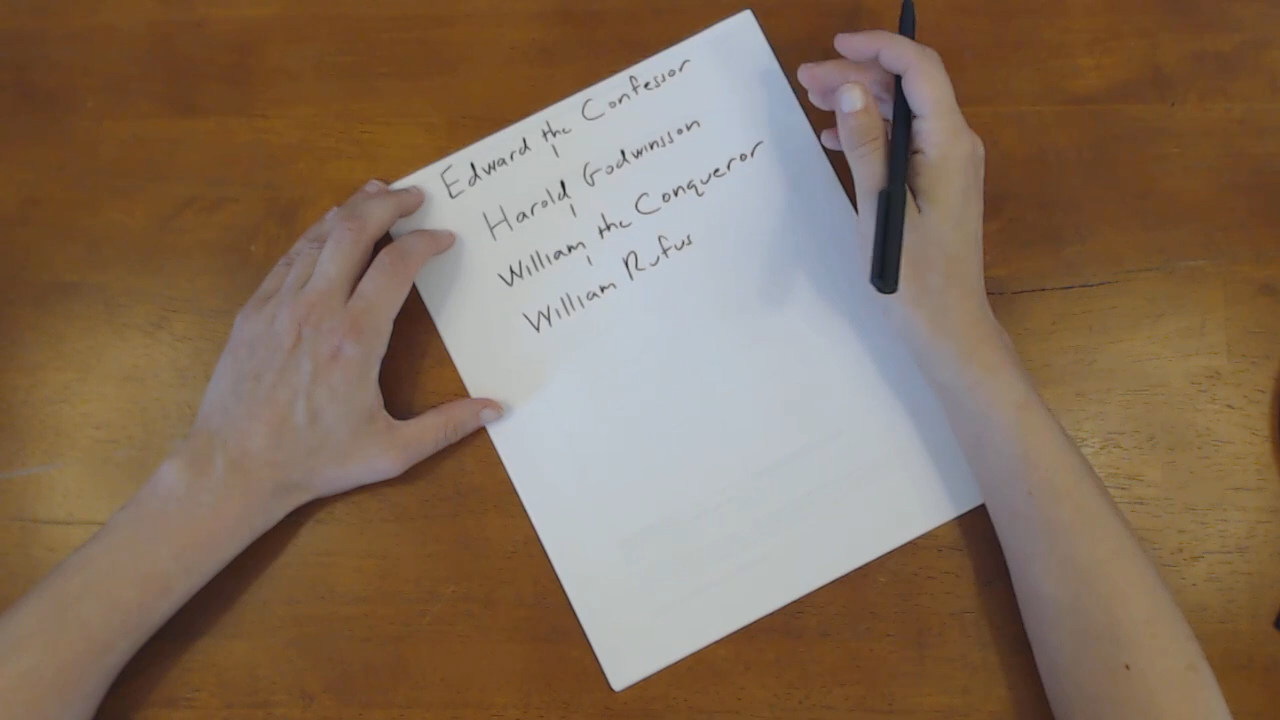 Edward the Confessor
Harold Godwinsson
William the Conqueror
William Rufus